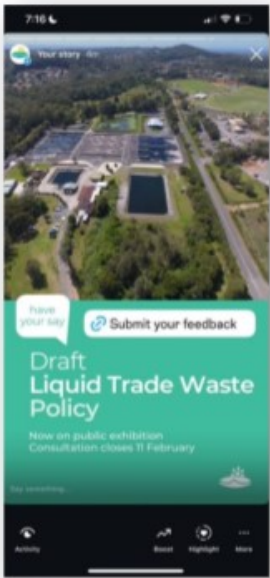 7:16
Your story 4m
have
your say
Submit your feedback
Draft
Liquid Trade Waste
Policy
Now on public exhibition
Consultation closes 11 February
Say something...
Activity
Boost
Highlight
More